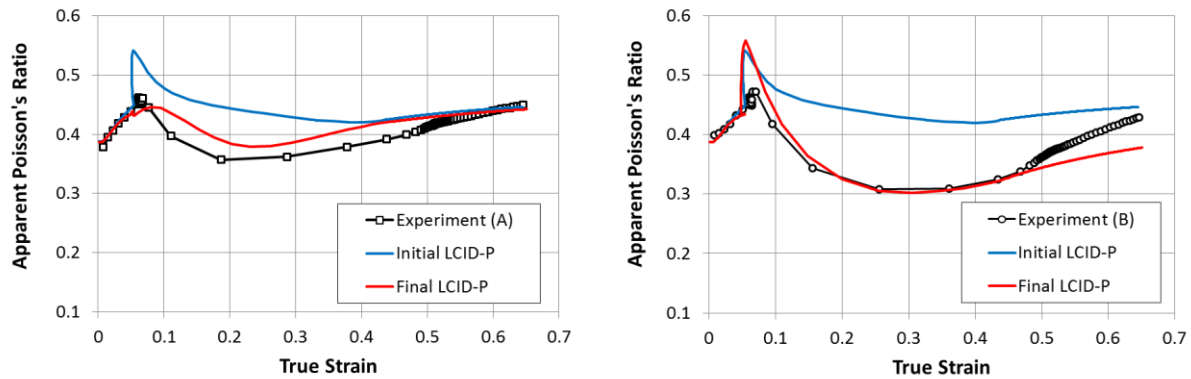 0.6
0.5
0.4
0.3
0.2
0.1
0
0.1
0.2
0.3
0.4
0.5
0.6
0.7
Apparent Poisson's Ratio
True Strain
Experiment (A)
Initial LCID-P
Final LCID-P
0.6
0.5
0.4
0.3
0.2
0.1
0
0.1
0.2
0.3
0.4
0.5
0.6
0.7
Apparent Poisson's Ratio
True Strain
Experiment (B)
Initial LCID-P
Final LCID-P